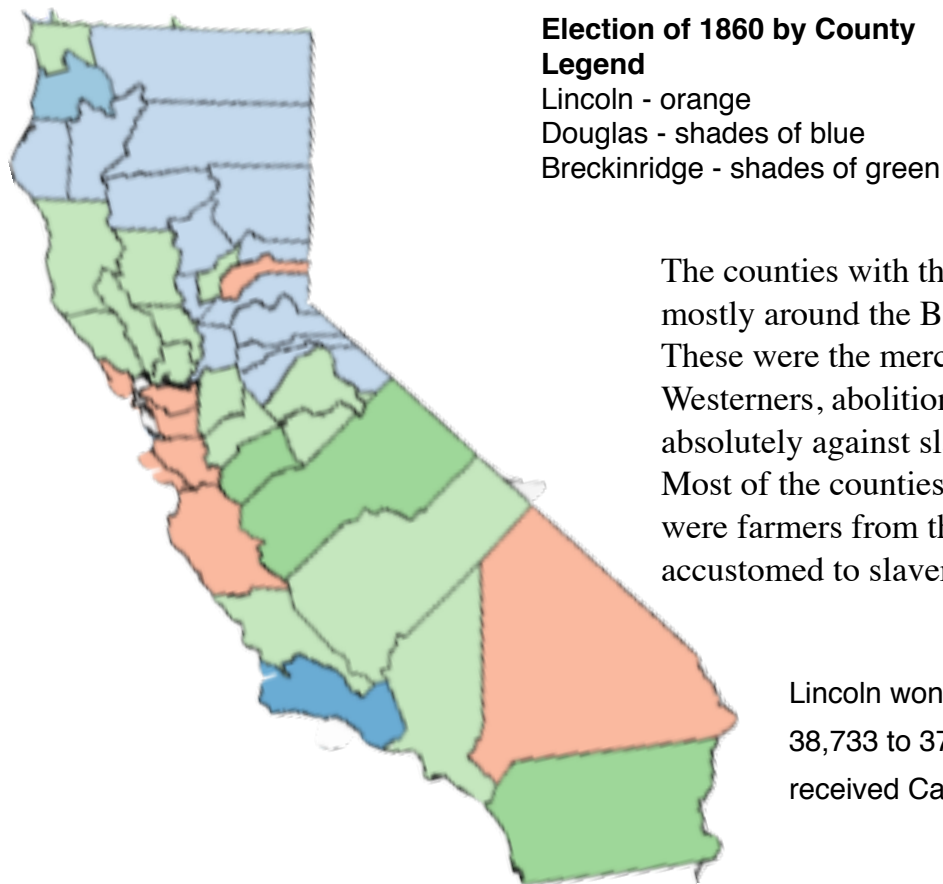 Election of 1860 by County
Legend
Lincoln - orange
Douglas - shades of blue
Breckinridge - shades of green
The counties with th
mostly around the B
These were the merc
Westerners, abolition
absolutely against sl
Most of the counties
were farmers from th
accustomed to slaver
Lincoln won
38,733 to 37
received Ca